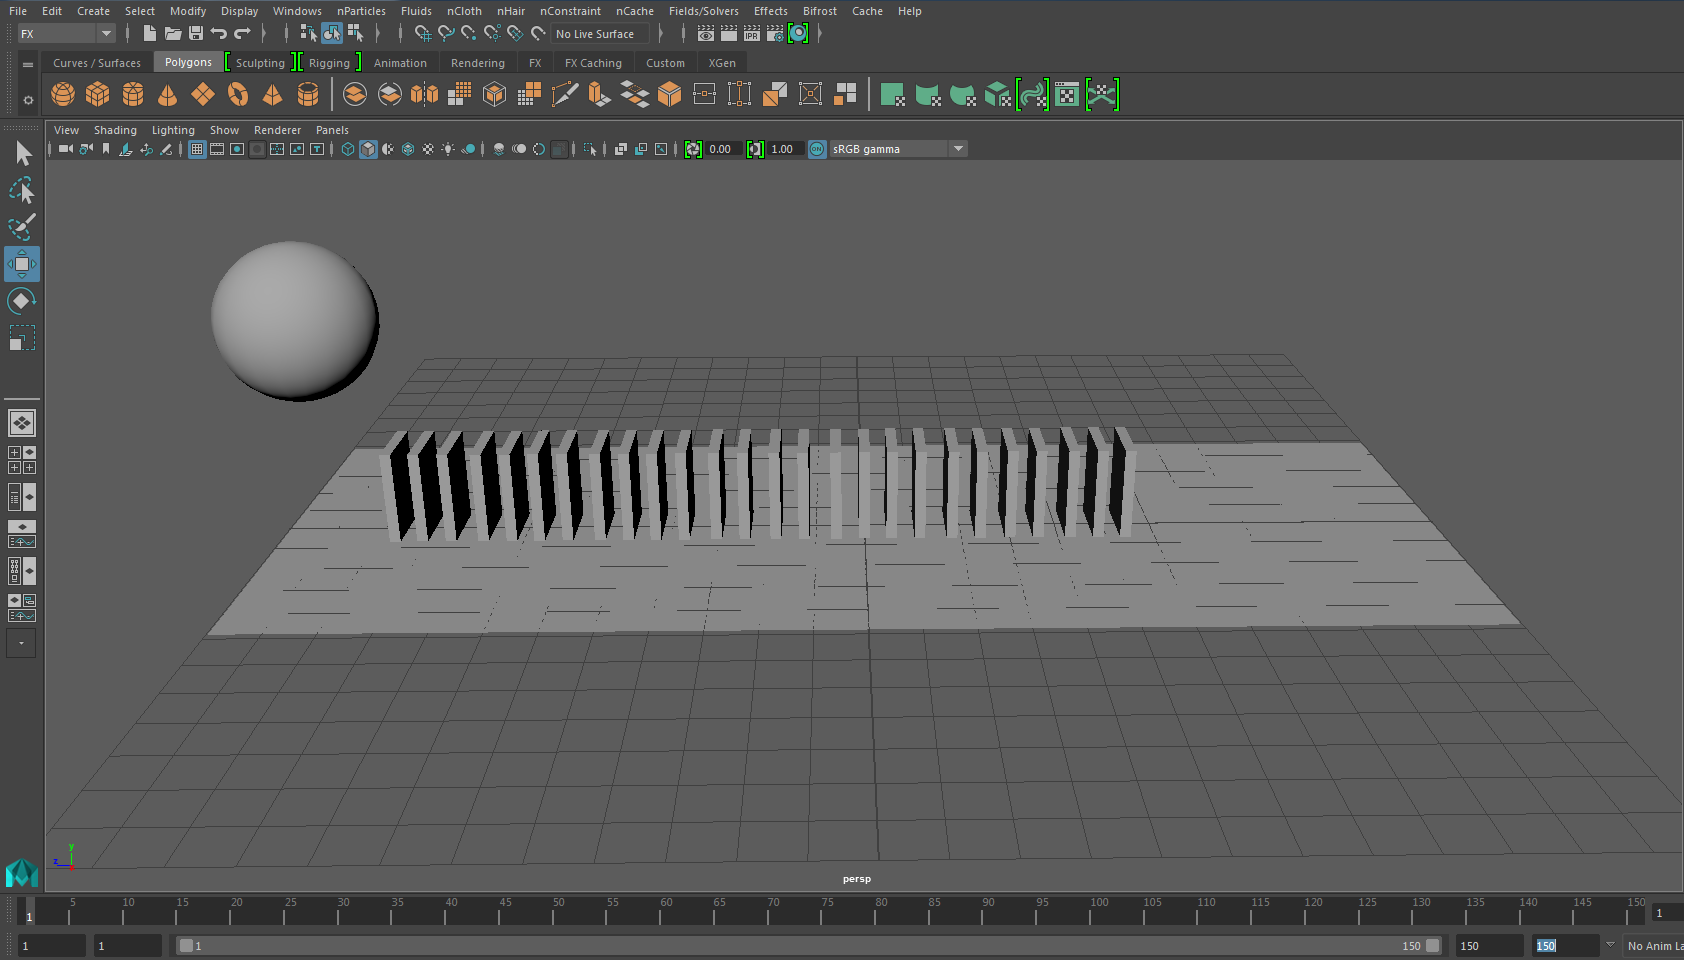 File Edit Create Select Modify Display Windows nParticles Fluids nCloth nHair nConstraint nCache Fields/Solvers Effects Bifrost Cache Help
FX No Live Surface IPR
Curves / Surfaces Polygons Sculpting Rigging Animation Rendering FX FX Caching Custom XGen
View Shading Lighting Show Renderer Panels
0.00 1.00 ON sRGB gamma
y
z
persp
5 10 15 20 25 30 35 40 45 50 55 60 65 70 75 80 85 90 95 100 105 110 115 120 125 130 135 140 145 150
1 1
1 1 1 150 150 150 No Anim La